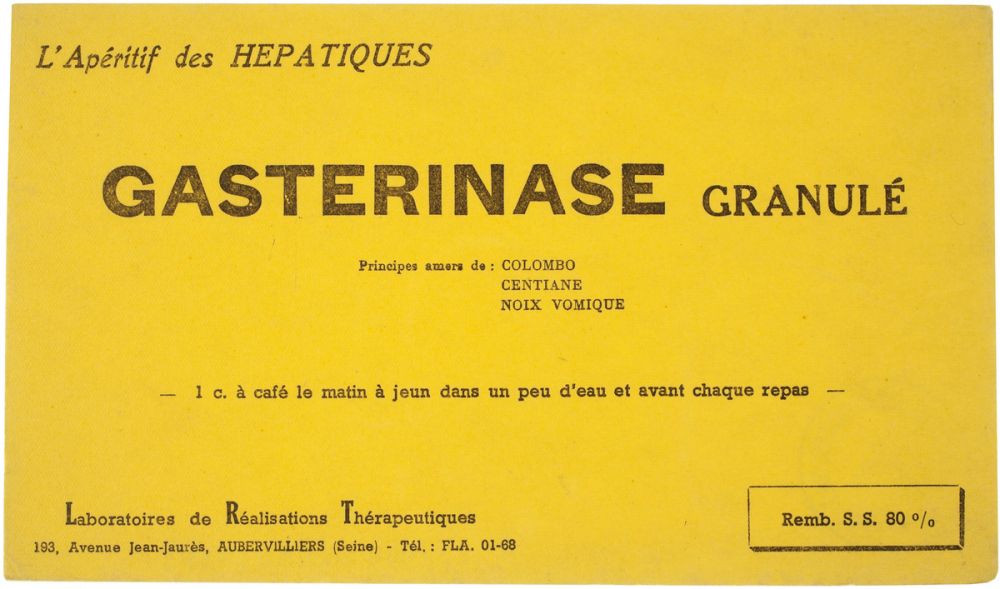 L'Apéritif des HEPATIQUES
GASTERINASE GRANULÉ
Principes amers de : COLOMBO
CENTIANE
NOIX VOMIQUE
— 1 c. à café le matin à jeun dans un peu d'eau et avant chaque repas —
Laboratoires de Réalisations Thérapeutiques
193, Avenue Jean-Jaurès, AUBERVILLIERS (Seine) - Tél. : FLA. 01-68
Remb. S. S. 80 %